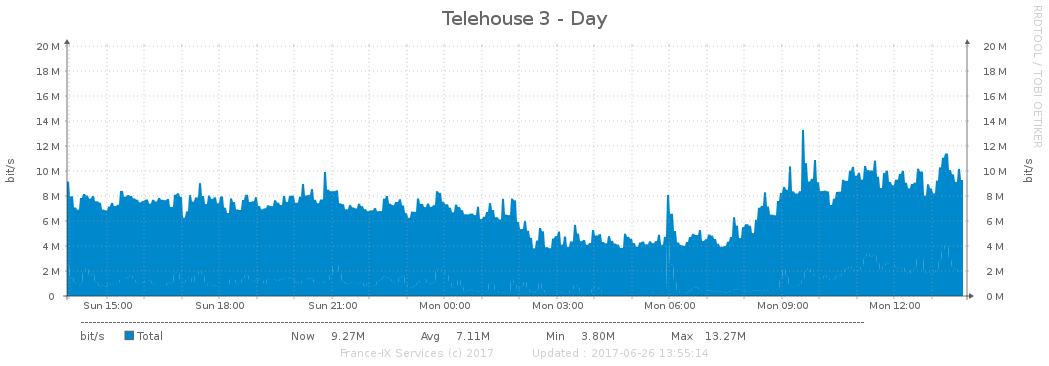 Telehouse 3 - Day
RRDTOOL / TOBI OETIKER
bit/s
20 M
18 M
16 M
14 M
12 M
10 M
8 M
6 M
4 M
2 M
0
20 M
18 M
16 M
14 M
12 M
10 M
8 M
6 M
4 M
2 M
0 M
bit/s
Sun 15:00 Sun 18:00 Sun 21:00 Mon 00:00 Mon 03:00 Mon 06:00 Mon 09:00 Mon 12:00
bit/s Total Now 9.27M Avg 7.11M Min 3.80M Max 13.27M
France-IX Services (c) 2017 Updated : 2017-06-26 13:55:14